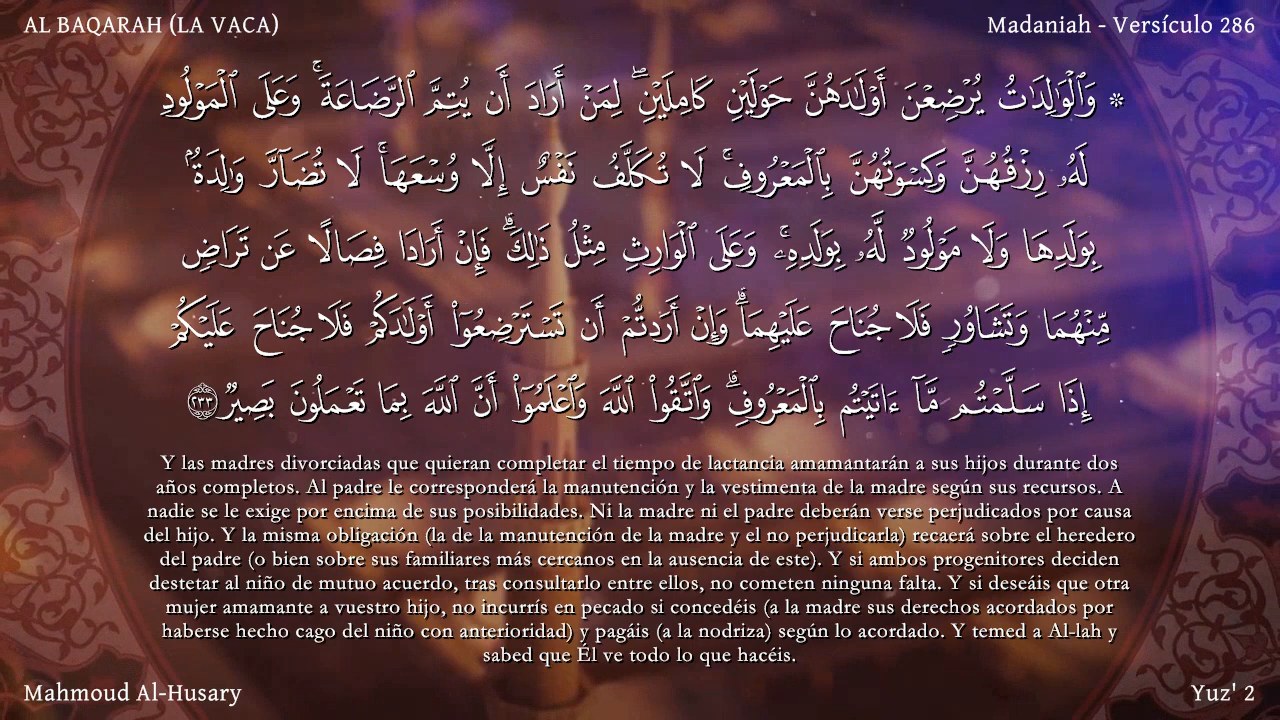 AL BAQARAH (LA VACA)
Madaniah - Versículo 286
۞ وَٱلْوَٰلِدَٰتُ يُرْضِعْنَ أَوْلَٰدَهُنَّ حَوْلَيْنِ كَامِلَيْنِ ۖ لِمَنْ أَرَادَ أَن يُتِمَّ ٱلرَّضَاعَةَ ۚ وَعَلَى ٱلْمَوْلُودِ
لَهُۥ رِزْقُهُنَّ وَكِسْوَتُهُنَّ بِٱلْمَعْرُوفِ ۚ لَا تُكَلَّفُ نَفْسٌ إِلَّا وُسْعَهَا ۚ لَا تُضَآرَّ وَٰلِدَةٌۢ
بِوَلَدِهَا وَلَا مَوْلُودٌ لَّهُۥ بِوَلَدِهِۦ ۚ وَعَلَى ٱلْوَارِثِ مِثْلُ ذَٰلِكَ ۗ فَإِنْ أَرَادَا فِصَالًا عَن تَرَاضٍ
مِّنْهُمَا وَتَشَاوُرٍ فَلَا جُنَاحَ عَلَيْهِمَا ۗ وَإِنْ أَرَدتُّمْ أَن تَسْتَرْضِعُوٓا۟ أَوْلَٰدَكُمْ فَلَا جُنَاحَ عَلَيْكُمْ
إِذَا سَلَّمْتُم مَّآ ءَاتَيْتُم بِٱلْمَعْرُوفِ ۗ وَٱتَّقُوا۟ ٱللَّهَ وَٱعْلَمُوٓا۟ أَنَّ ٱللَّهَ بِمَا تَعْمَلُونَ بَصِيرٌ ٢٣٣
Y las madres divorciadas que quieran completar el tiempo de lactancia amamantarán a sus hijos durante dos
años completos. Al padre le corresponderá la manutención y la vestimenta de la madre según sus recursos. A
nadie se le exige por encima de sus posibilidades. Ni la madre ni el padre deberán verse perjudicados por causa
del hijo. Y la misma obligación (la de la manutención de la madre y el no perjudicarla) recaerá sobre el heredero
del padre (o bien sobre sus familiares más cercanos en la ausencia de este). Y si ambos progenitores deciden
destetar al niño de mutuo acuerdo, tras consultarlo entre ellos, no cometen ninguna falta. Y si deseáis que otra
mujer amamante a vuestro hijo, no incurrís en pecado si concedéis (a la madre sus derechos acordados por
haberse hecho cago del niño con anterioridad) y pagáis (a la nodriza) según lo acordado. Y temed a Al-lah y
sabed que Él ve todo lo que hacéis.
Mahmoud Al-Husary
Yuz' 2